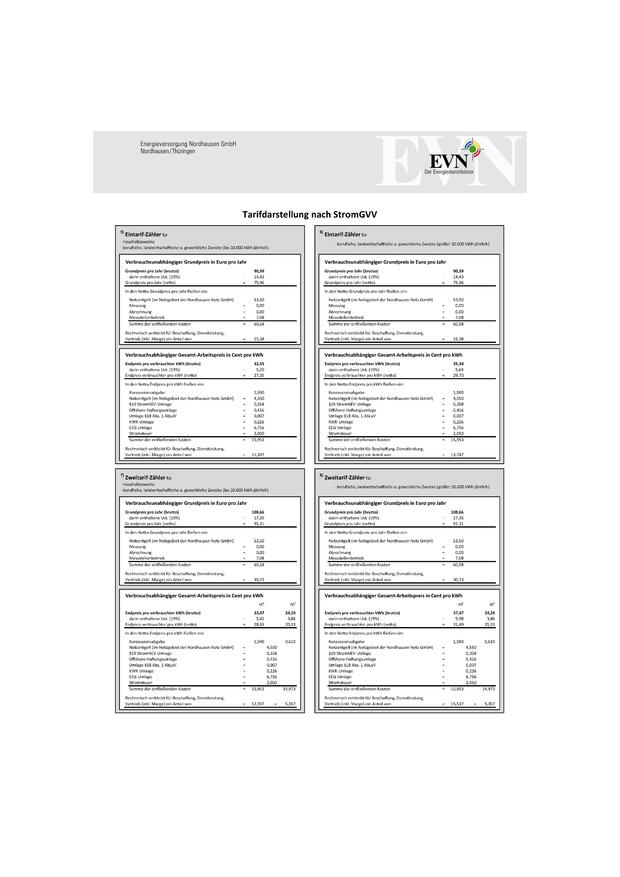 Energieversorgung Nordhausen GmbH
Nordhausen/Thüringen
EVN
EVN
Der Energiedienstleister
Tarifdarstellung nach StromGVV
5) Eintarif-Zähler für
- Haushaltszwecke
- berufliche, landwirtschaftliche u. gewerbliche Zwecke (bis 10.000 kWh jährlich)
Verbrauchsunabhängiger Grundpreis in Euro pro Jahr
Grundpreis pro Jahr (brutto) 90,39
darin enthaltene Ust. (19%) - 14,43
Grundpreis pro Jahr (netto) = 75,96
In den Netto-Grundpreis pro Jahr fließen ein:
Netzentgelt [im Netzgebiet der Nordhausen Netz GmbH] 53,50
Messung + 0,00
Abrechnung + 0,00
Messstellenbetrieb + 7,08
Summe der einfließenden Kosten = 60,58
Rechnerisch verbleibt für Beschaffung, Dienstleistung,
Vertrieb (inkl. Marge) ein Anteil von = 15,38
Verbrauchsabhängiger Gesamt-Arbeitspreis in Cent pro kWh
Endpreis pro verbrauchter kWh (brutto) 32,55
darin enthaltene Ust. (19%) - 5,20
Endpreis pro verbrauchter kWh (netto) = 27,35
In den Netto-Endpreis pro kWh fließen ein:
Konzessionsabgabe 1,590
Netzentgelt [im Netzgebiet der Nordhausen Netz GmbH] + 4,550
§19 StromNEV-Umlage + 0,358
Offshore-Haftungsumlage + 0,416
Umlage §18 Abs. 1 AbLaV + 0,007
KWK Umlage + 0,226
EEG Umlage + 6,756
Stromsteuer + 2,050
Summe der einfließenden Kosten = 15,953
Rechnerisch verbleibt für Beschaffung, Dienstleistung,
Vertrieb (inkl. Marge) ein Anteil von = 11,397
6) Eintarif-Zähler für
- berufliche, landwirtschaftliche u. gewerbliche Zwecke (größer 10.000 kWh jährlich)
Verbrauchsunabhängiger Grundpreis in Euro pro Jahr
Grundpreis pro Jahr (brutto) 90,39
darin enthaltene Ust. (19%) - 14,43
Grundpreis pro Jahr (netto) = 75,96
In den Netto-Grundpreis pro Jahr fließen ein:
Netzentgelt [im Netzgebiet der Nordhausen Netz GmbH] 53,50
Messung + 0,00
Abrechnung + 0,00
Messstellenbetrieb + 7,08
Summe der einfließenden Kosten = 60,58
Rechnerisch verbleibt für Beschaffung, Dienstleistung,
Vertrieb (inkl. Marge) ein Anteil von = 15,38
Verbrauchsabhängiger Gesamt-Arbeitspreis in Cent pro kWh
Endpreis pro verbrauchter kWh (brutto) 35,34
darin enthaltene Ust. (19%) - 5,64
Endpreis pro verbrauchter kWh (netto) = 29,70
In den Netto-Endpreis pro kWh fließen ein:
Konzessionsabgabe 1,590
Netzentgelt [im Netzgebiet der Nordhausen Netz GmbH] + 4,550
§19 StromNEV-Umlage + 0,358
Offshore-Haftungsumlage + 0,416
Umlage §18 Abs. 1 AbLaV + 0,007
KWK Umlage + 0,226
EEG Umlage + 6,756
Stromsteuer + 2,050
Summe der einfließenden Kosten = 15,953
Rechnerisch verbleibt für Beschaffung, Dienstleistung,
Vertrieb (inkl. Marge) ein Anteil von = 13,747
7) Zweitarif-Zähler für
- Haushaltszwecke
- berufliche, landwirtschaftliche u. gewerbliche Zwecke (bis 10.000 kWh jährlich)
Verbrauchsunabhängiger Grundpreis in Euro pro Jahr
Grundpreis pro Jahr (brutto) 108,66
darin enthaltene Ust. (19%) - 17,35
Grundpreis pro Jahr (netto) = 91,31
In den Netto-Grundpreis pro Jahr fließen ein:
Netzentgelt [im Netzgebiet der Nordhausen Netz GmbH] 53,50
Messung + 0,00
Abrechnung + 0,00
Messstellenbetrieb + 7,08
Summe der einfließenden Kosten = 60,58
Rechnerisch verbleibt für Beschaffung, Dienstleistung,
Vertrieb (inkl. Marge) ein Anteil von = 30,73
Verbrauchsabhängiger Gesamt-Arbeitspreis in Cent pro kWh
HT NT
Endpreis pro verbrauchter kWh (brutto) 33,97 24,19
darin enthaltene Ust. (19%) - 5,42 3,86
Endpreis pro verbrauchter kWh (netto) = 28,55 20,33
In den Netto-Endpreis pro kWh fließen ein:
Konzessionsabgabe 1,590 0,610
Netzentgelt [im Netzgebiet der Nordhausen Netz GmbH] + 4,550
§19 StromNEV-Umlage + 0,358
Offshore-Haftungsumlage + 0,416
Umlage §18 Abs. 1 AbLaV + 0,007
KWK Umlage + 0,226
EEG Umlage + 6,756
Stromsteuer + 2,050
Summe der einfließenden Kosten = 15,953 14,973
Rechnerisch verbleibt für Beschaffung, Dienstleistung,
Vertrieb (inkl. Marge) ein Anteil von = 12,597 = 5,357
8) Zweitarif-Zähler für
- berufliche, landwirtschaftliche u. gewerbliche Zwecke (größer 10.000 kWh jährlich)
Verbrauchsunabhängiger Grundpreis in Euro pro Jahr
Grundpreis pro Jahr (brutto) 108,66
darin enthaltene Ust. (19%) - 17,35
Grundpreis pro Jahr (netto) = 91,31
In den Netto-Grundpreis pro Jahr fließen ein:
Netzentgelt [im Netzgebiet der Nordhausen Netz GmbH] 53,50
Messung + 0,00
Abrechnung + 0,00
Messstellenbetrieb + 7,08
Summe der einfließenden Kosten = 60,58
Rechnerisch verbleibt für Beschaffung, Dienstleistung,
Vertrieb (inkl. Marge) ein Anteil von = 30,73
Verbrauchsabhängiger Gesamt-Arbeitspreis in Cent pro kWh
HT NT
Endpreis pro verbrauchter kWh (brutto) 37,47 24,19
darin enthaltene Ust. (19%) - 5,98 3,86
Endpreis pro verbrauchter kWh (netto) = 31,49 20,33
In den Netto-Endpreis pro kWh fließen ein:
Konzessionsabgabe 1,590 0,610
Netzentgelt [im Netzgebiet der Nordhausen Netz GmbH] + 4,550
§19 StromNEV-Umlage + 0,358
Offshore-Haftungsumlage + 0,416
Umlage §18 Abs. 1 AbLaV + 0,007
KWK Umlage + 0,226
EEG Umlage + 6,756
Stromsteuer + 2,050
Summe der einfließenden Kosten = 15,953 14,973
Rechnerisch verbleibt für Beschaffung, Dienstleistung,
Vertrieb (inkl. Marge) ein Anteil von = 15,537 = 5,357